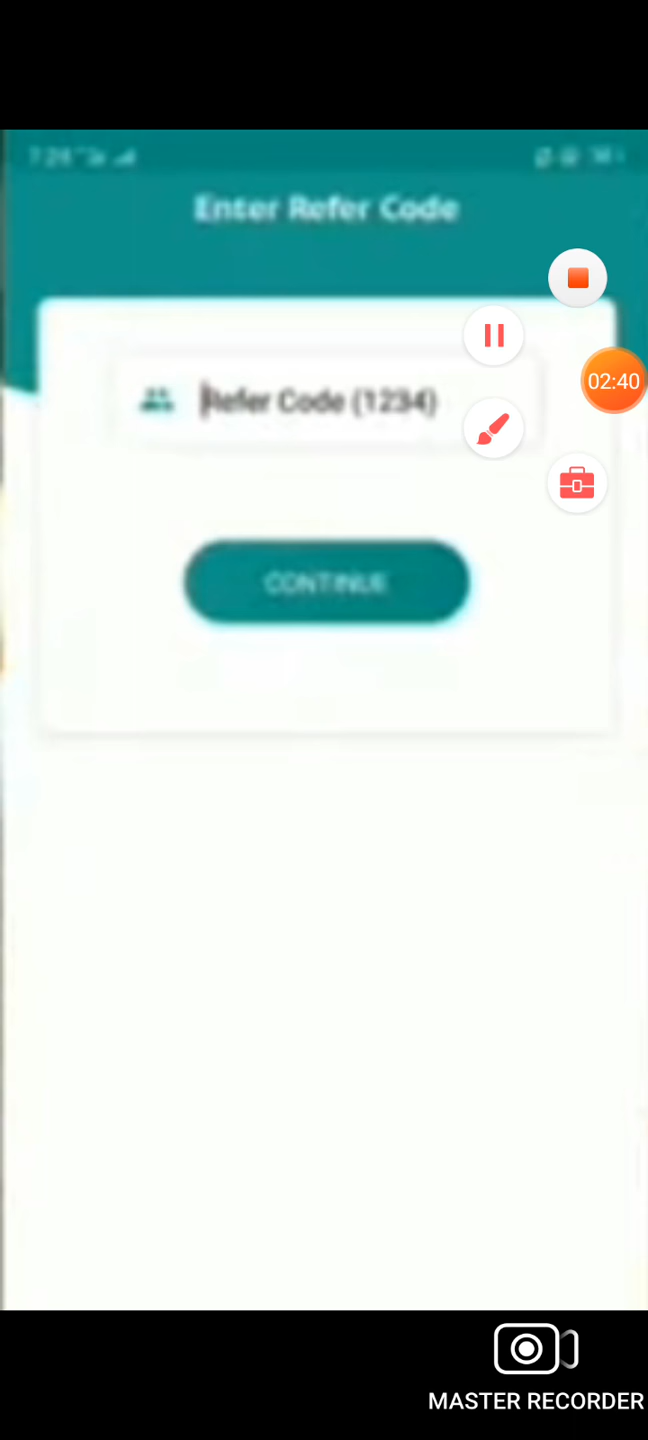 Enter Refer Code
02:40
Refer Code (1234)
CONTINUE
MASTER RECORDER